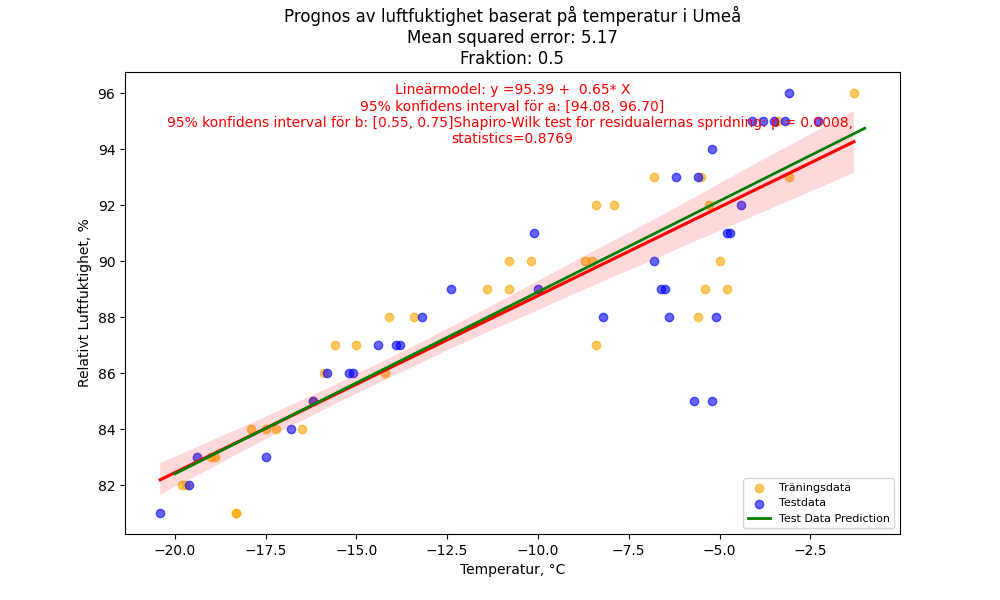 Prognos av luftfuktighet baserat på temperatur i Umeå
Mean squared error: 5.17
Fraktion: 0.5
Lineärmodel: y =95.39 +  0.65* X
95% konfidens interval för a: [94.08, 96.70]
95% konfidens interval för b: [0.55, 0.75]Shapiro-Wilk test for residualernas spridning: p = 0.0008,
statistics=0.8769
96
94
92
90
88
86
84
82
Relativt Luftfuktighet, %
Träningsdata
Testdata
Test Data Prediction
−20.0 −17.5 −15.0 −12.5 −10.0 −7.5 −5.0 −2.5
Temperatur, °C